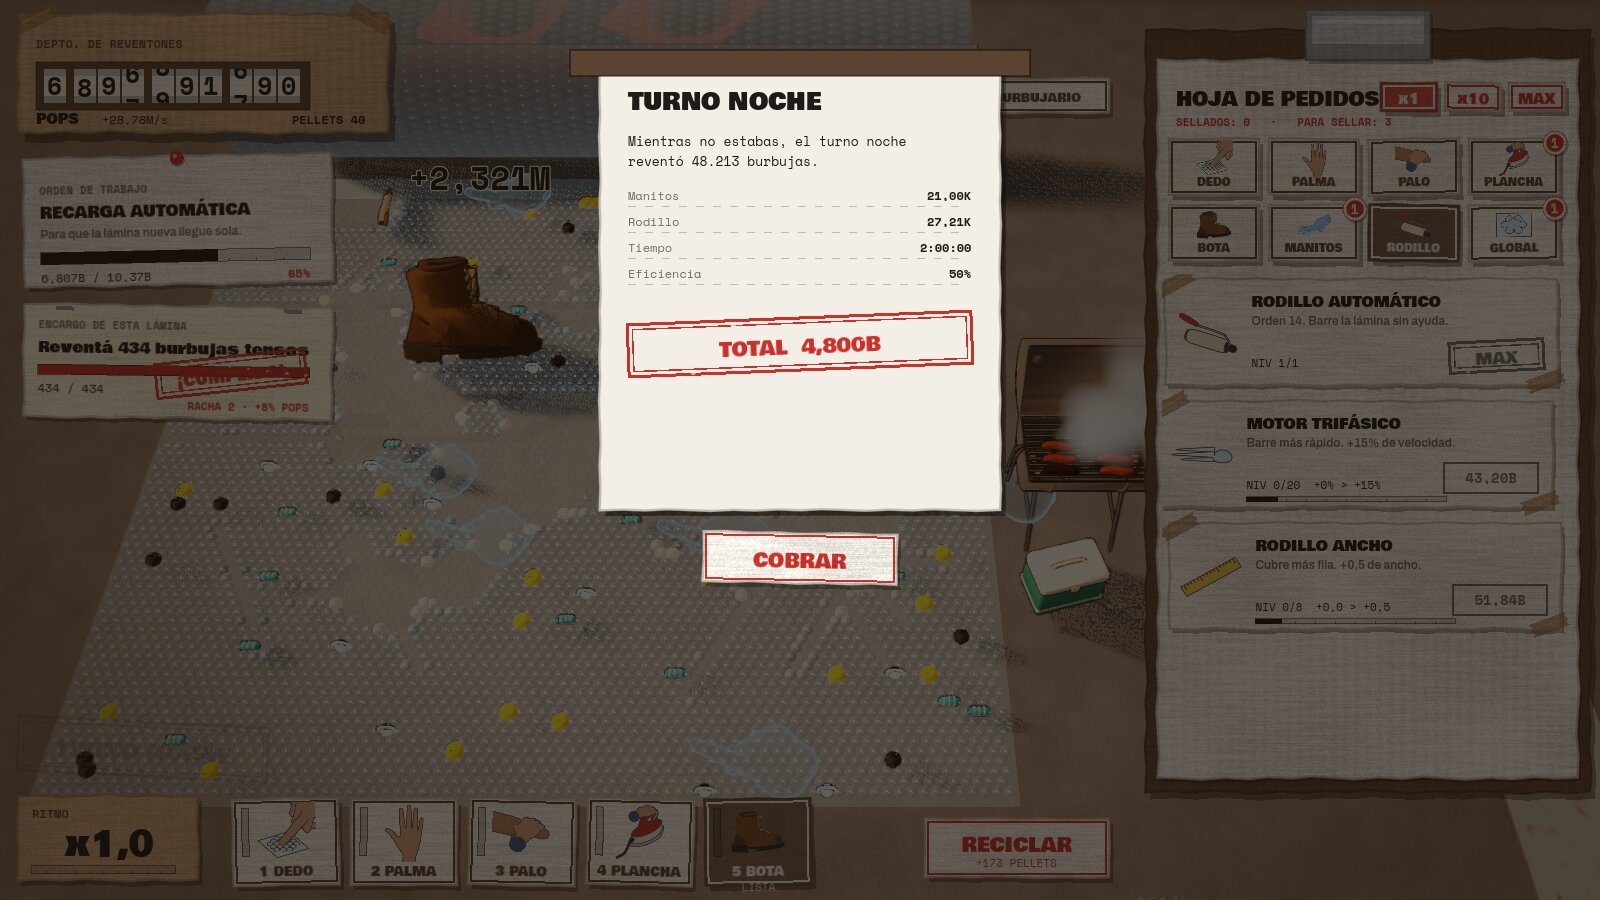 DEPTO. DE REVENTONES
POPS +28,78M/s PELLETS 40
ORDEN DE TRABAJO
RECARGA AUTOMÁTICA
Para que la lámina nueva llegue sola.
6,807B / 10,37B 65%
ENCARGO DE ESTA LÁMINA
Reventá 434 burbujas tensas
434 / 434
RACHA 2 · +8% POPS
+2,321M
TURNO NOCHE
Mientras no estabas, el turno noche
reventó 48.213 burbujas.
Manitos 21,00K
Rodillo 27,21K
Tiempo 2:00:00
Eficiencia 50%
TOTAL 4,800B
COBRAR
HOJA DE PEDIDOS x1 x10 MAX
SELLADOS: 0 · PARA SELLAR: 3
DEDO PALMA PALO PLANCHA 1
BOTA MANITOS 1 RODILLO GLOBAL 1
RODILLO AUTOMÁTICO
Orden 14. Barre la lámina sin ayuda.
NIV 1/1 MAX
MOTOR TRIFÁSICO
Barre más rápido. +15% de velocidad.
NIV 0/20 +0% > +15% 43,20B
RODILLO ANCHO
Cubre más fila. +0,5 de ancho.
NIV 0/8 +0,0 > +0,5 51,84B
RITMO
x1,0
1 DEDO 2 PALMA 3 PALO 4 PLANCHA 5 BOTA
LISTA
RECICLAR
+173 PELLETS